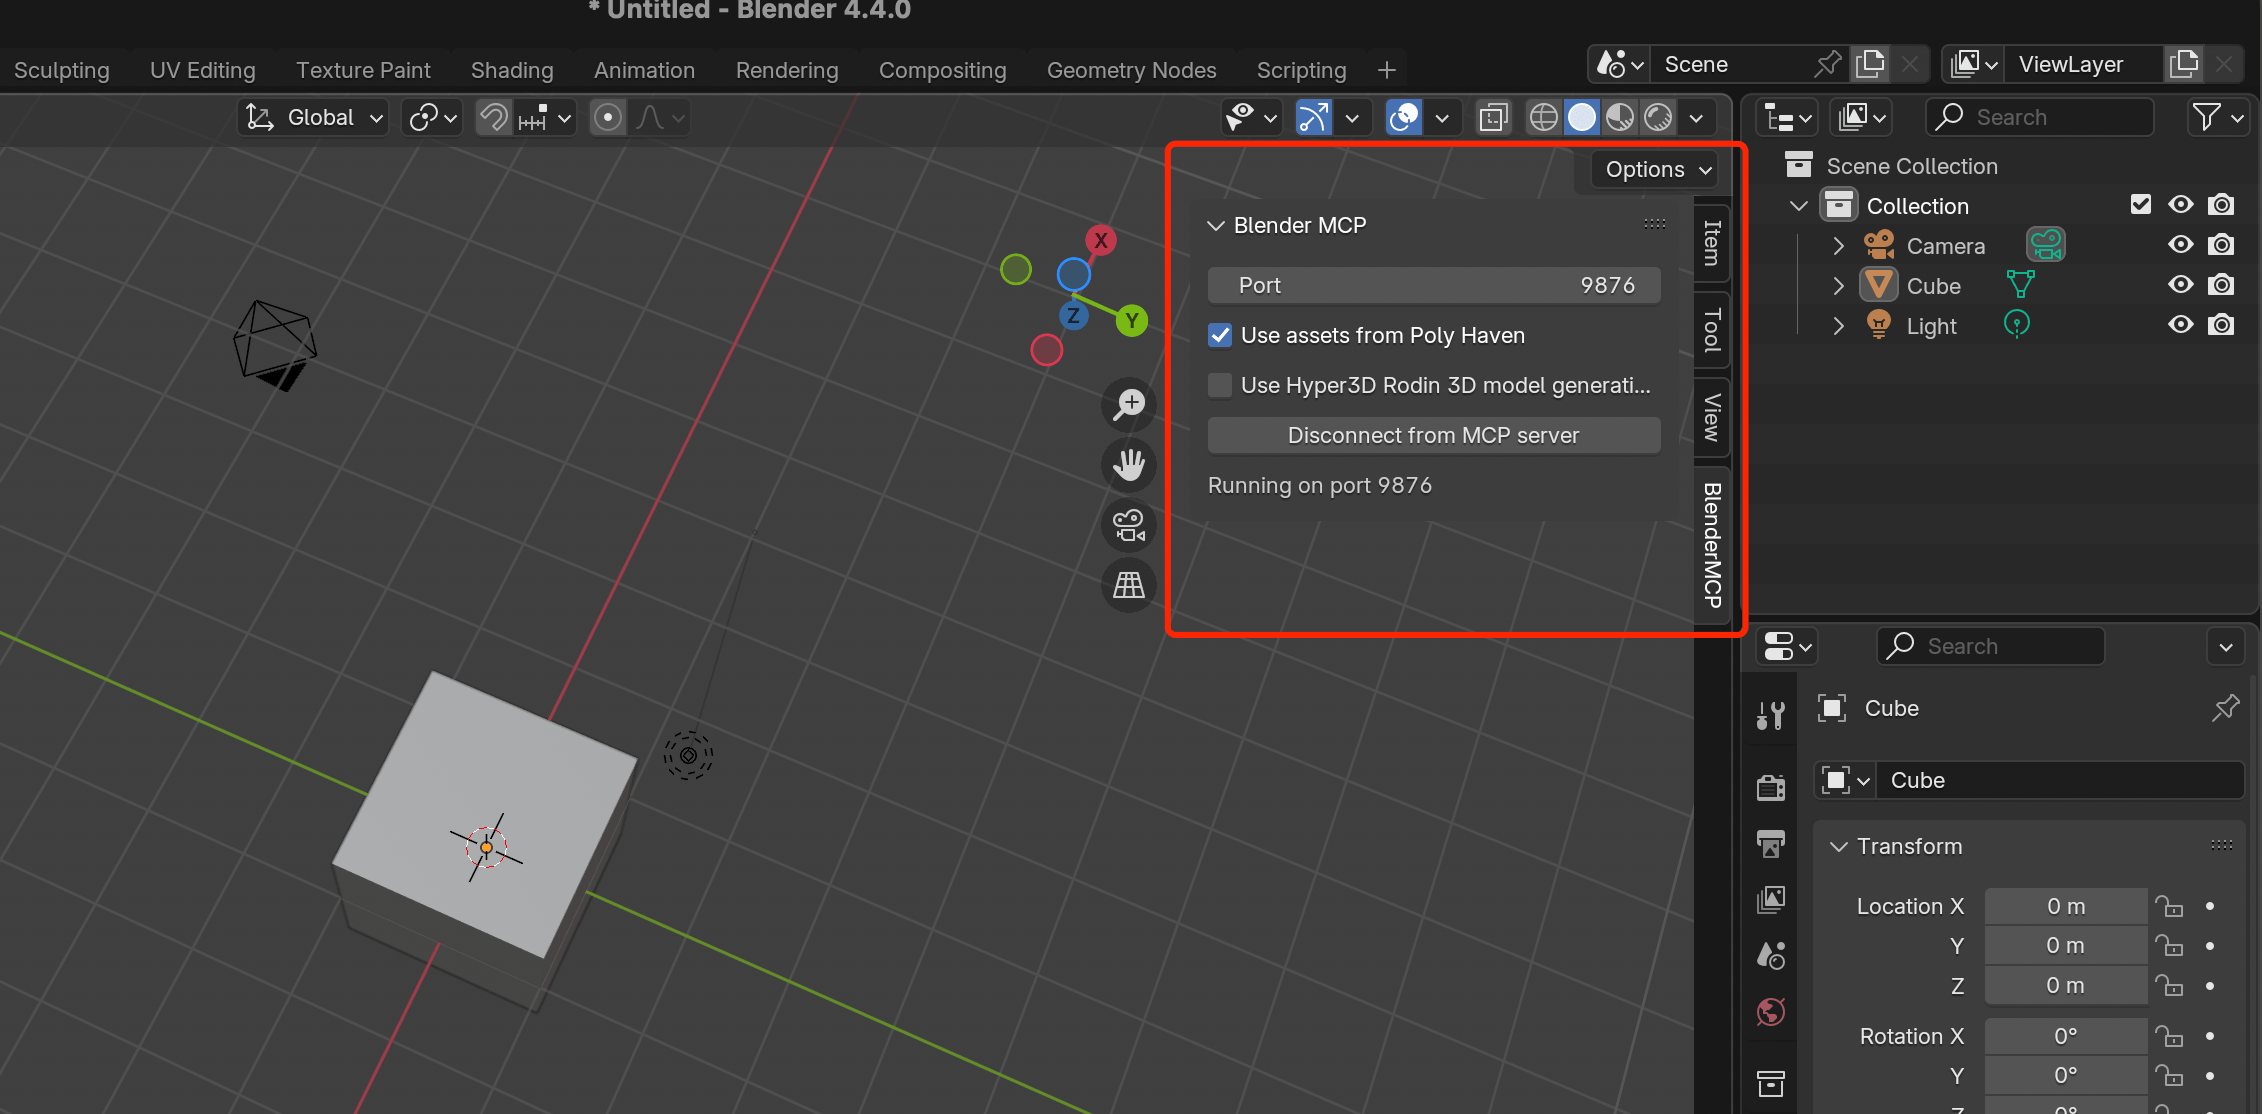 * Untitled - Blender 4.4.0
Sculpting UV Editing Texture Paint Shading Animation Rendering Compositing Geometry Nodes Scripting +
Scene
ViewLayer
Global
Search
Options
Scene Collection
Collection
Camera
Cube
Light
X
Y
Z
Blender MCP
Port 9876
Use assets from Poly Haven
Use Hyper3D Rodin 3D model generati...
Disconnect from MCP server
Running on port 9876
Item
Tool
View
BlenderMCP
Search
Cube
Cube
Transform
Location X 0 m
Y 0 m
Z 0 m
Rotation X 0°
Y 0°
Z 0°